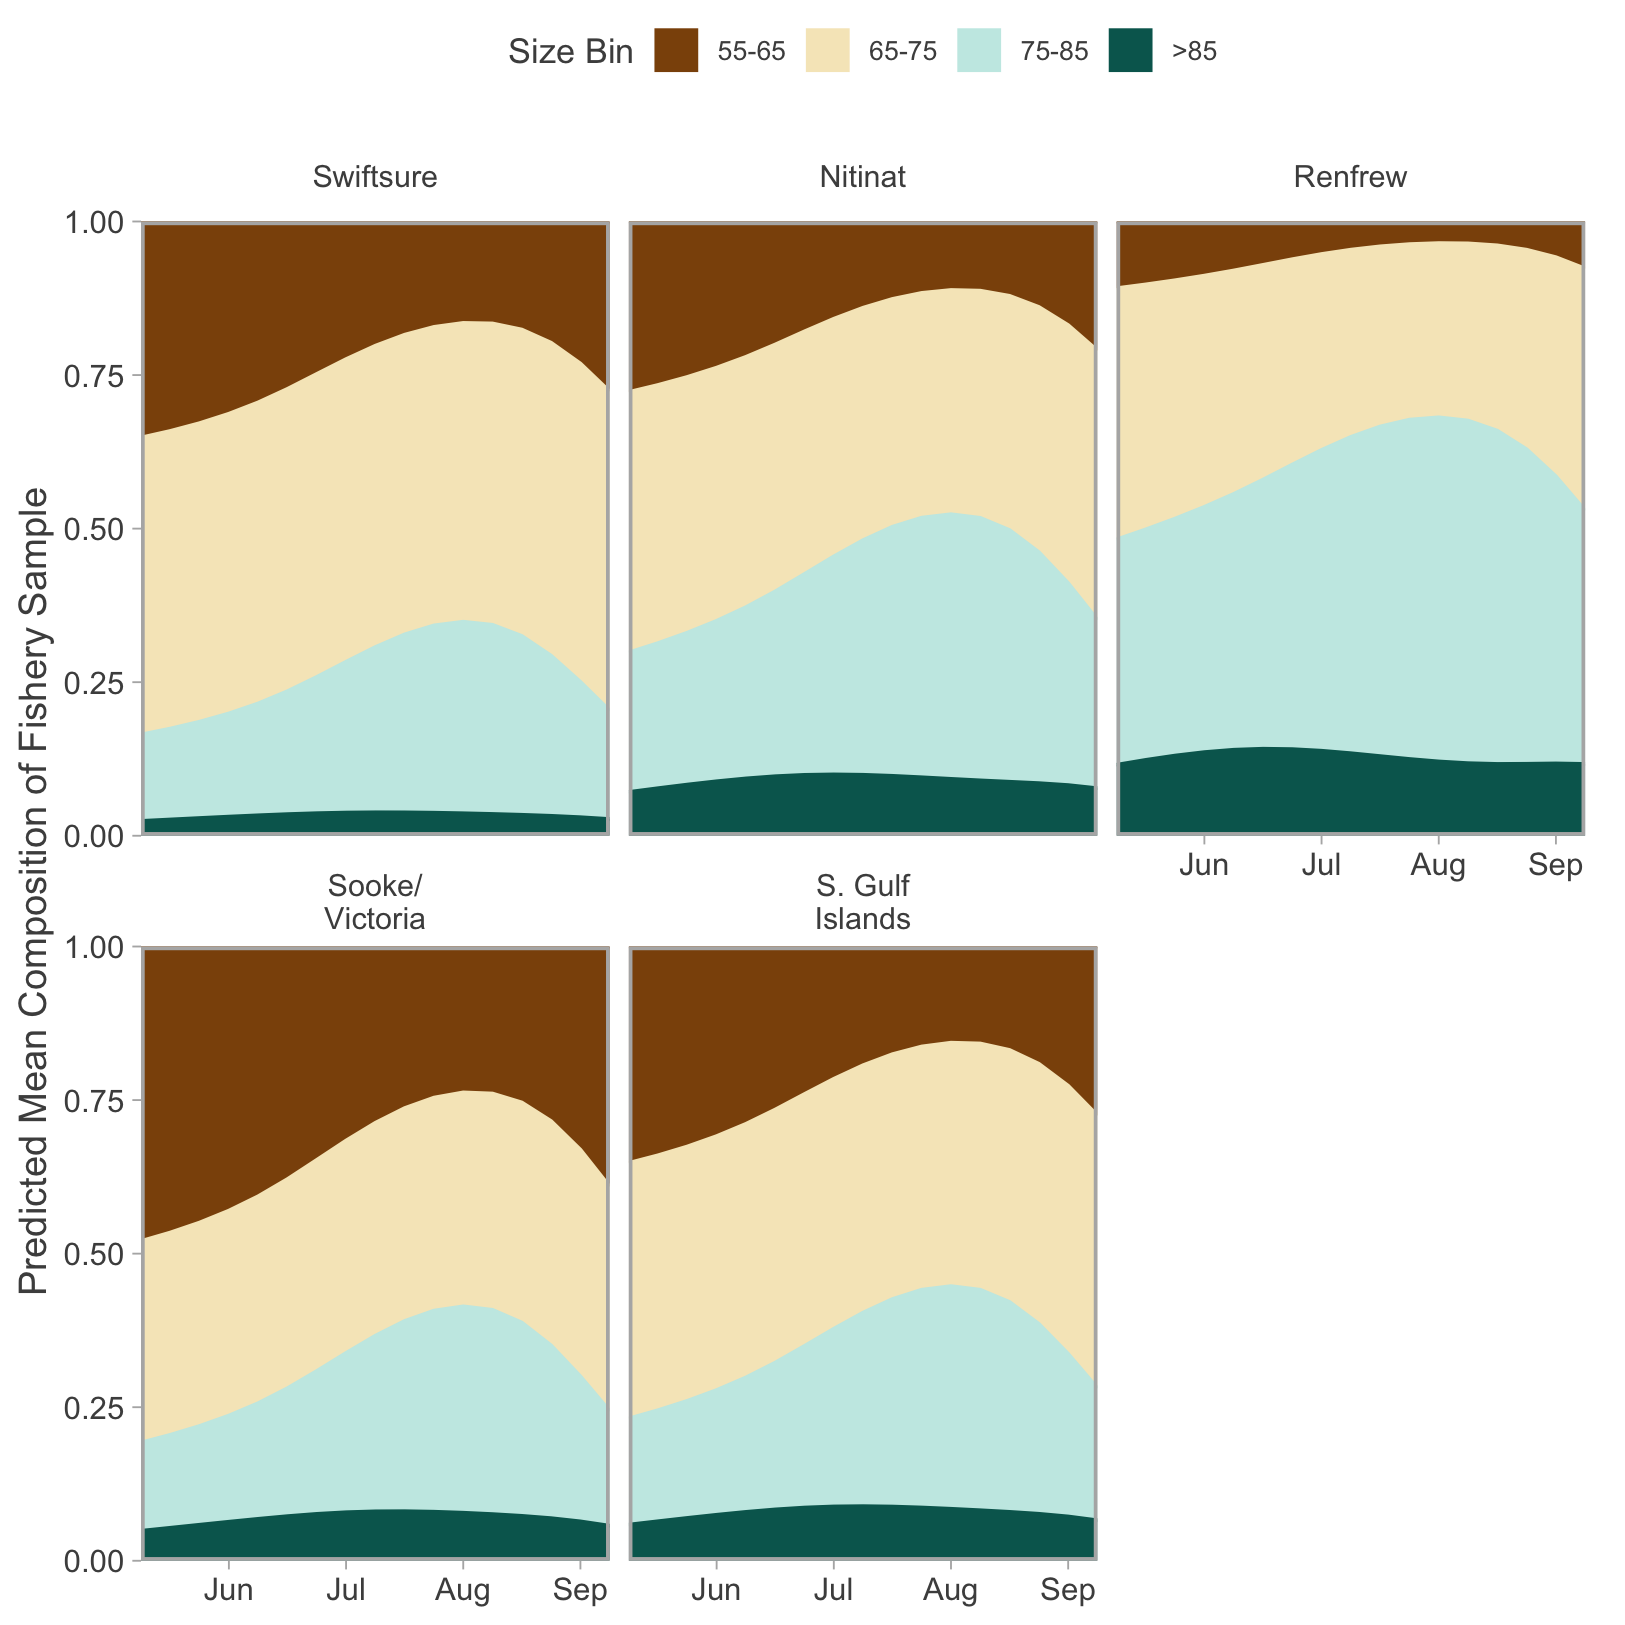 Size Bin 55-65 65-75 75-85 >85
Swiftsure Nitinat Renfrew
Predicted Mean Composition of Fishery Sample
1.00
0.75
0.50
0.25
0.00
Jun Jul Aug Sep
Sooke/
Victoria
S. Gulf
Islands
1.00
0.75
0.50
0.25
0.00
Jun Jul Aug Sep
Jun Jul Aug Sep